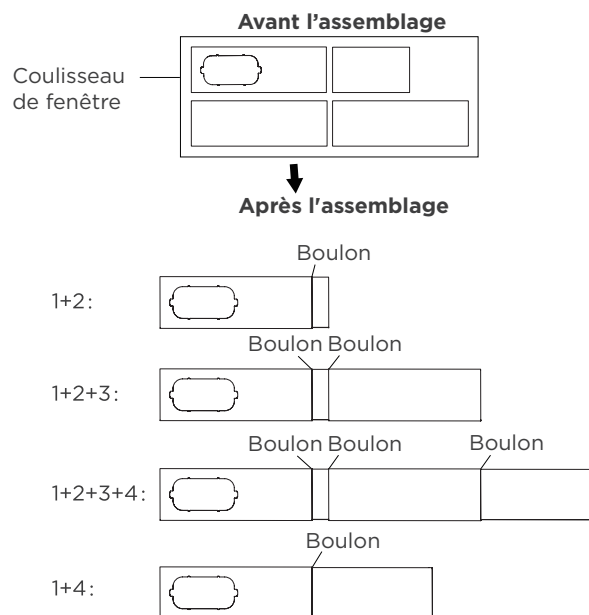 Avant l’assemblage
Coulisseau
de fenêtre
Après l'assemblage
Boulon
1+2:
Boulon Boulon
1+2+3:
Boulon Boulon Boulon
1+2+3+4:
Boulon
1+4: